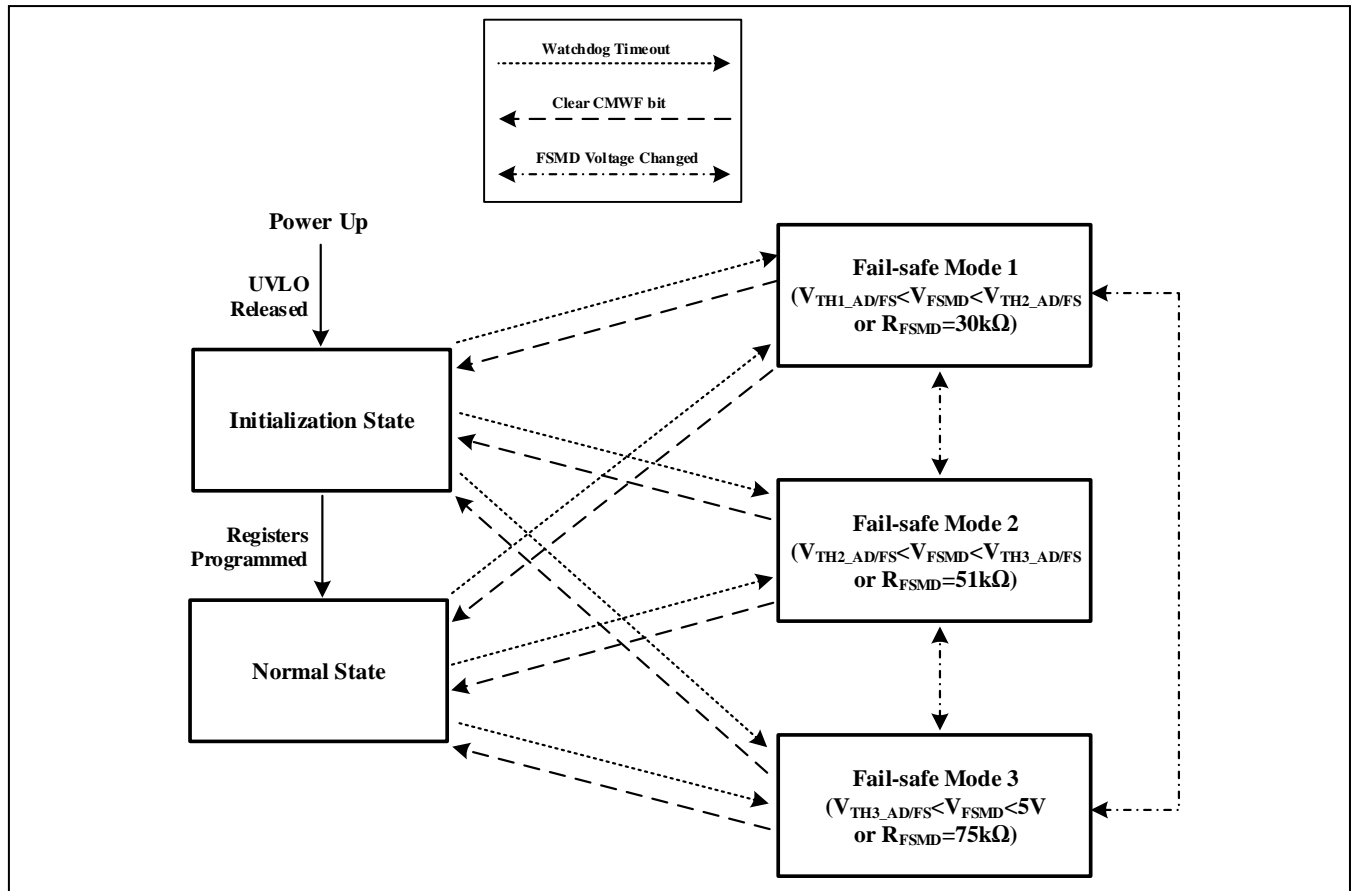 Watchdog Timeout
Clear CMWF bit
FSMD Voltage Changed
Power Up
UVLO
Released
Initialization State
Registers
Programmed
Normal State
Fail-safe Mode 1
(VTH1_AD/FS<VFSMD<VTH2_AD/FS
or RFSMD=30kΩ)
Fail-safe Mode 2
(VTH2_AD/FS<VFSMD<VTH3_AD/FS
or RFSMD=51kΩ)
Fail-safe Mode 3
(VTH3_AD/FS<VFSMD<5V
or RFSMD=75kΩ)